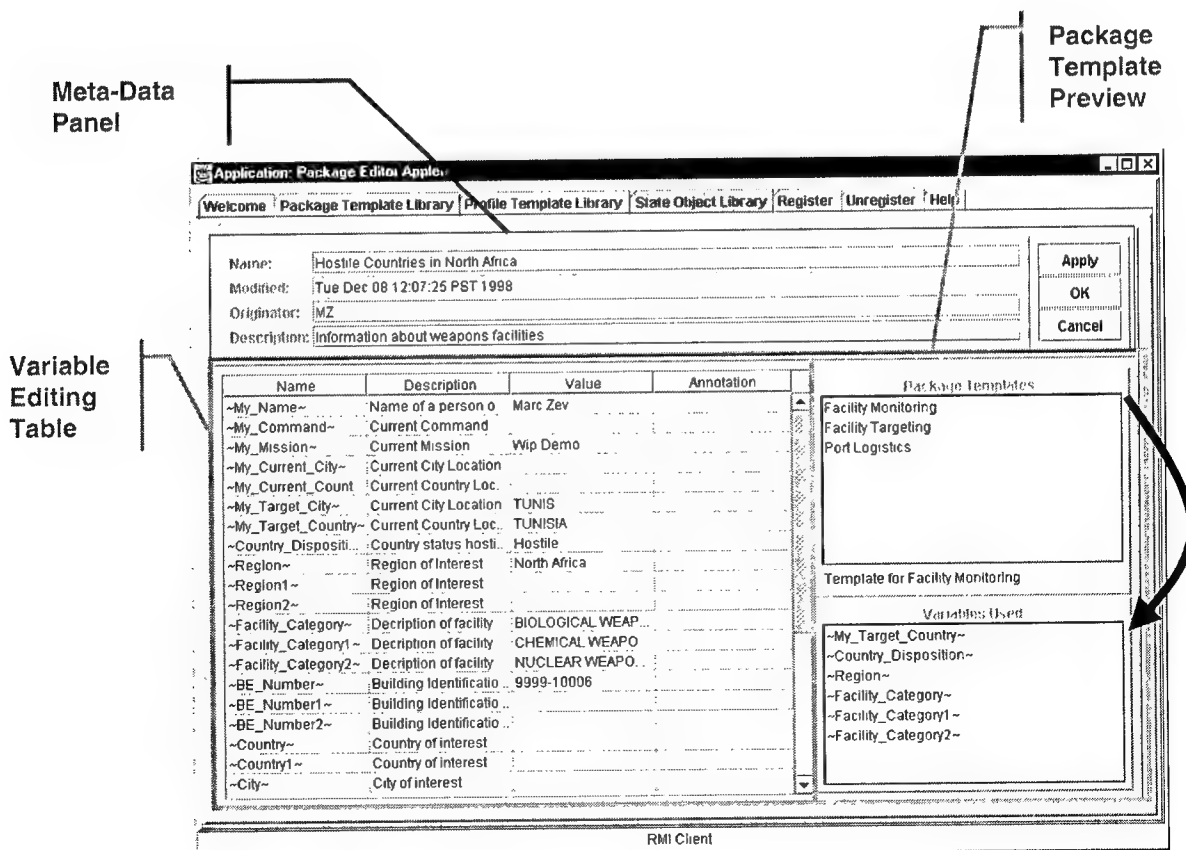 Package
Template
Preview
Meta-Data
Panel
Application: Package Editor Applet
Welcome Package Template Library Profile Template Library State Object Library Register Unregister Help
Name: Hostile Countries in North Africa
Modified: Tue Dec 08 12:07:25 PST 1998
Originator: MZ
Description: Information about weapons facilities
Apply
OK
Cancel
Variable
Editing
Table
Name Description Value Annotation
~My_Name~ Name of a person o Marc Zev
~My_Command~ Current Command
~My_Mission~ Current Mission Wip Demo
~My_Current_City~ Current City Location
~My_Current_Count Current Country Loc.
~My_Target_City~ Current City Location TUNIS
~My_Target_Country~ Current Country Loc.. TUNISIA
~Country_Dispositi... Country status hosti.. Hostile
~Region~ Region of Interest North Africa
~Region1~ Region of Interest
~Region2~ Region of Interest
~Facility_Category~ Decription of facility BIOLOGICAL WEAP...
~Facility_Category1~ Decription of facility CHEMICAL WEAPO
~Facility_Category2~ Decription of facility NUCLEAR WEAPO..
~BE_Number~ Building Identificatio .. 9999-10006
~BE_Number1~ Building Identificatio ..
~BE_Number2~ Building Identificatio ..
~Country~ Country of interest
~Country1~ Country of interest
~City~ City of interest
Package Templates
Facility Monitoring
Facility Targeting
Port Logistics
Template for Facility Monitoring
Variables Used
~My_Target_Country~
~Country_Disposition~
~Region~
~Facility_Category~
~Facility_Category1~
~Facility_Category2~
RMI Client